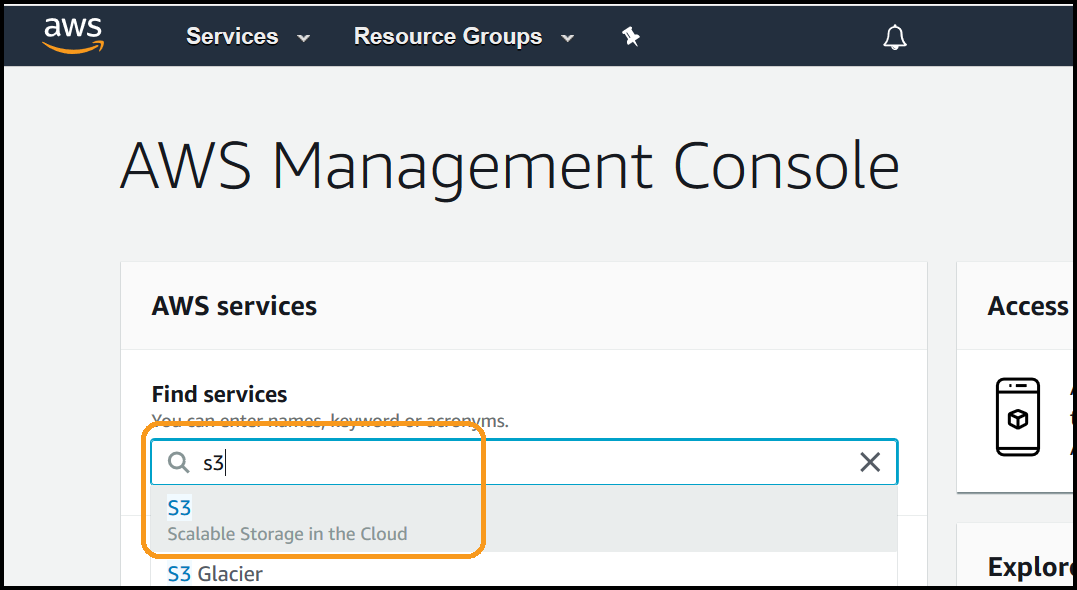 aws Services Resource Groups
AWS Management Console
AWS services
Find services
You can enter names, keyword or acronyms.
s3
S3
Scalable Storage in the Cloud
S3 Glacier
Access
Explore